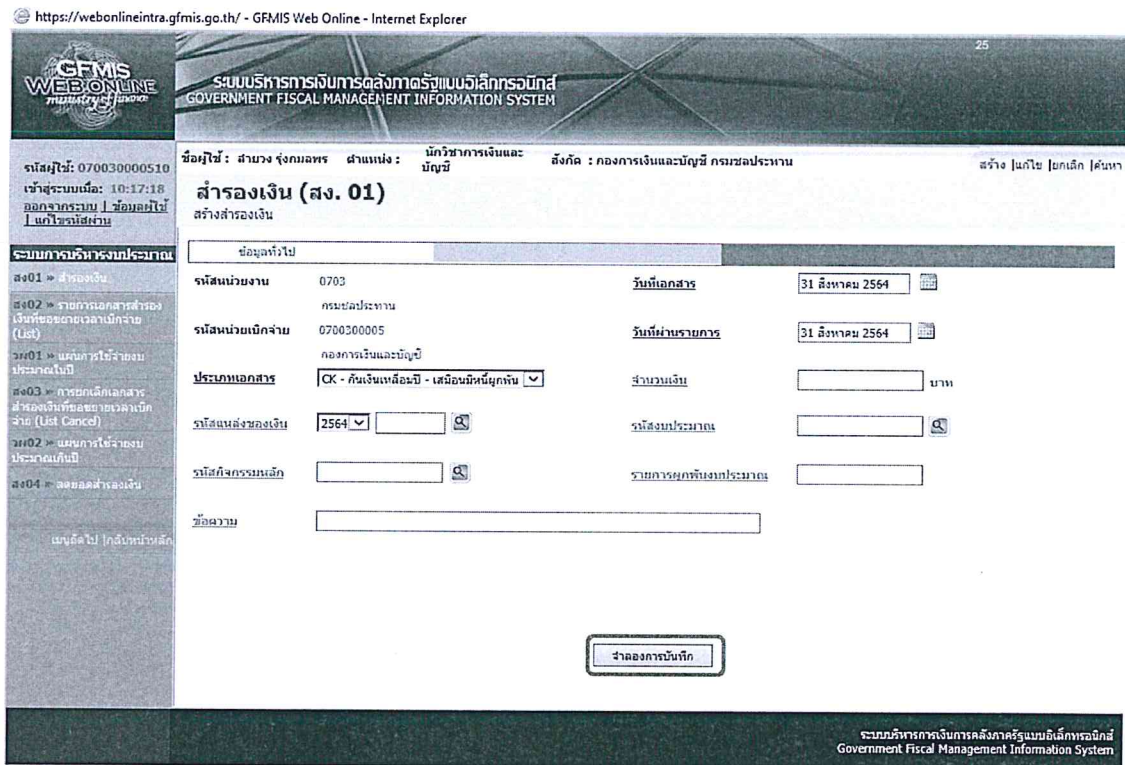 https://webonlineintra.gfmis.go.th/ - GFMIS Web Online - Internet Explorer
25
GFMIS
WEB ONLINE
ministry of finance
ระบบบริหารการเงินการคลังภาครัฐแบบอิเล็กทรอนิกส์
GOVERNMENT FISCAL MANAGEMENT INFORMATION SYSTEM
รหัสผู้ใช้: 070030000510
เข้าสู่ระบบเมื่อ: 10:17:18
ออกจากระบบ | ข้อมูลผู้ใช้
| แก้ไขรหัสผ่าน
ชื่อผู้ใช้ : สายวง รุ่งกมลพร ตำแหน่ง : นักวิชาการเงินและบัญชี สังกัด : กองการเงินและบัญชี กรมชลประทาน
สร้าง |แก้ไข |ยกเลิก |ค้นหา
สำรองเงิน (สง. 01)
สร้างสำรองเงิน
ระบบการบริหารงบประมาณ
สง01 » สำรองเงิน
สง02 » รายการเอกสารสำรอง
เงินที่ขอขยายเวลาเบิกจ่าย
(List)
วผ01 » แผนการใช้จ่ายงบ
ประมาณในปี
สง03 » การยกเลิกเอกสาร
สำรองเงินที่ขอขยายเวลาเบิก
จ่าย (List Cancel)
วผ02 » แผนการใช้จ่ายงบ
ประมาณเกินปี
สง04 » ลดยอดสำรองเงิน
เมนูถัดไป |กลับหน้าหลัก
ข้อมูลทั่วไป
รหัสหน่วยงาน 0703 วันที่เอกสาร 31 สิงหาคม 2564
กรมชลประทาน
รหัสหน่วยเบิกจ่าย 0700300005 วันที่ผ่านรายการ 31 สิงหาคม 2564
กองการเงินและบัญชี
ประเภทเอกสาร CK - กันเงินเหลือมปี - เสมือนมีหนี้ผูกพัน จำนวนเงิน บาท
รหัสแหล่งของเงิน 2564 รหัสงบประมาณ
รหัสกิจกรรมหลัก รายการผูกพันงบประมาณ
ข้อความ
จำลองการบันทึก
ระบบบริหารการเงินการคลังภาครัฐแบบอิเล็กทรอนิกส์
Government Fiscal Management Information System